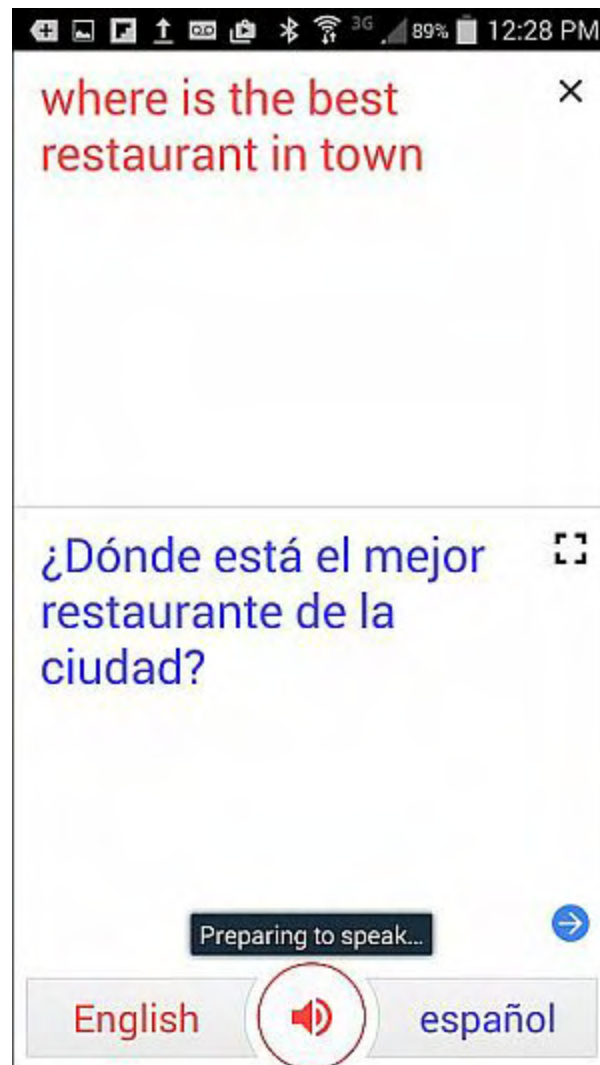 3G 89% 12:28 PM
where is the best
restaurant in town
¿Dónde está el mejor
restaurante de la
ciudad?
Preparing to speak...
English español